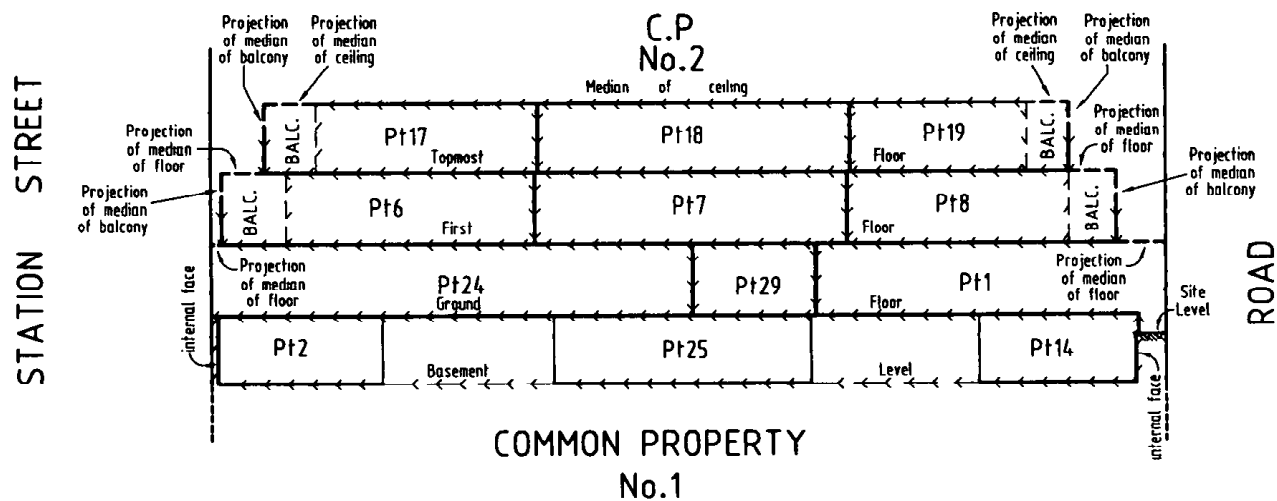 C.P
No.2
Projection
of median
of balcony
Projection
of median
of ceiling
Median of ceiling
Projection
of median
of ceiling
Projection
of median
of balcony
STATION STREET
Projection
of median
of floor
BALC.
Pt17
Topmost
Pt18
Pt19
Floor
BALC.
Projection
of median
of floor
Projection
of median
of balcony
BALC.
Pt6
First
Pt7
Pt8
Floor
BALC.
Projection
of median
of balcony
Projection
of median
of floor
Pt24
Ground
Pt29
Pt1
Floor
Projection
of median
of floor
Site
Level
ROAD
internal face
Pt2
Basement
Pt25
Level
Pt14
internal face
COMMON PROPERTY
No.1